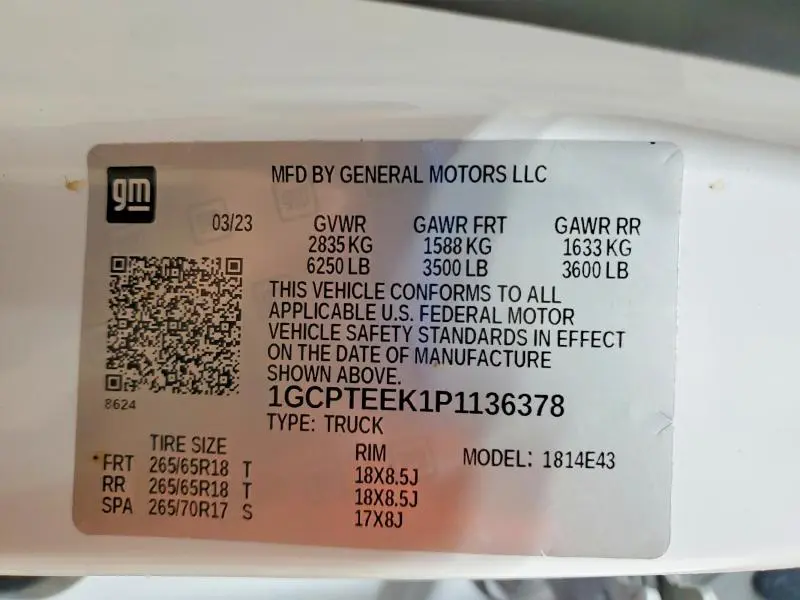 gm
MFD BY GENERAL MOTORS LLC
03/23 GVWR GAWR FRT GAWR RR
2835 KG 1588 KG 1633 KG
6250 LB 3500 LB 3600 LB
THIS VEHICLE CONFORMS TO ALL
APPLICABLE U.S. FEDERAL MOTOR
VEHICLE SAFETY STANDARDS IN EFFECT
ON THE DATE OF MANUFACTURE
SHOWN ABOVE.
8624
1GCPTEEK1P1136378
TYPE: TRUCK
TIRE SIZE RIM MODEL: 1814E43
FRT 265/65R18 T 18X8.5J
RR 265/65R18 T 18X8.5J
SPA 265/70R17 S 17X8J